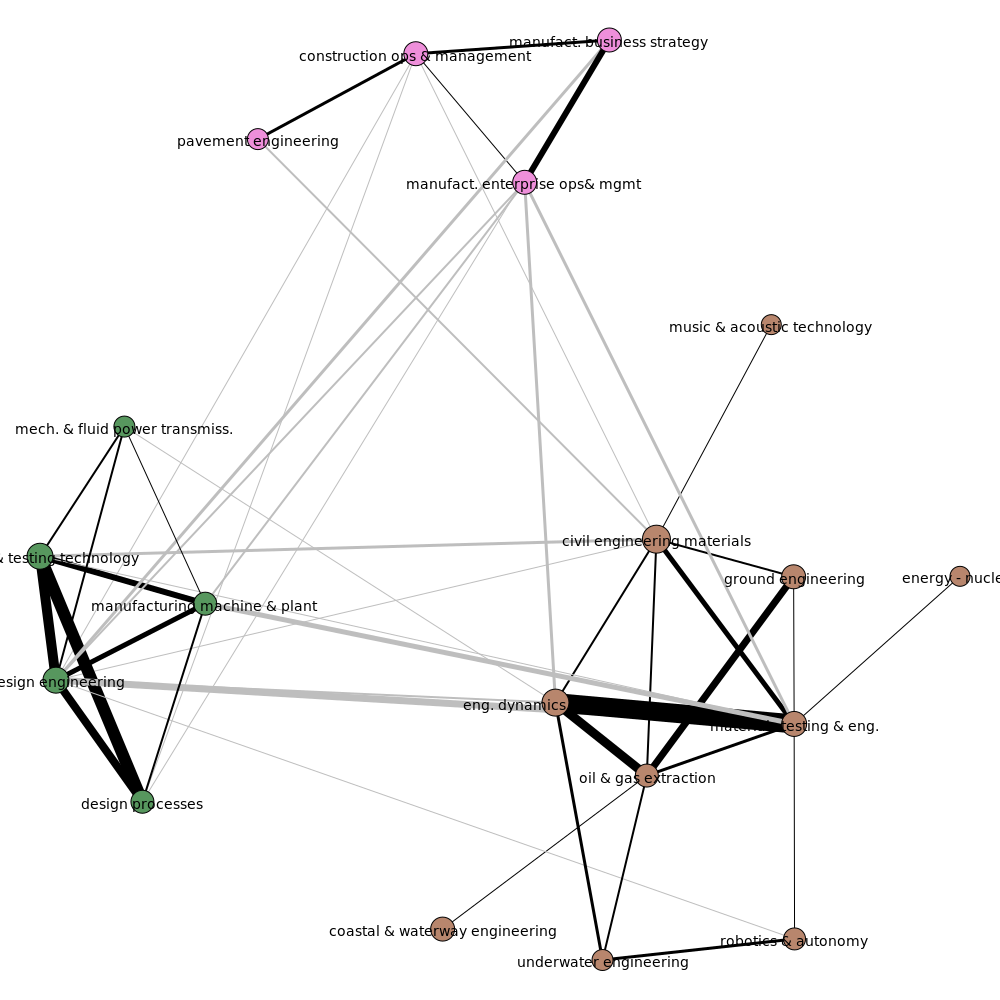 manufact. business strategy
construction ops & management
pavement engineering
manufact. enterprise ops& mgmt
music & acoustic technology
mech. & fluid power transmiss.
civil engineering materials
& testing technology
ground engineering
energy - nucle
manufacturing machine & plant
esign engineering
eng. dynamics
materials testing & eng.
oil & gas extraction
design processes
coastal & waterway engineering
robotics & autonomy
underwater engineering